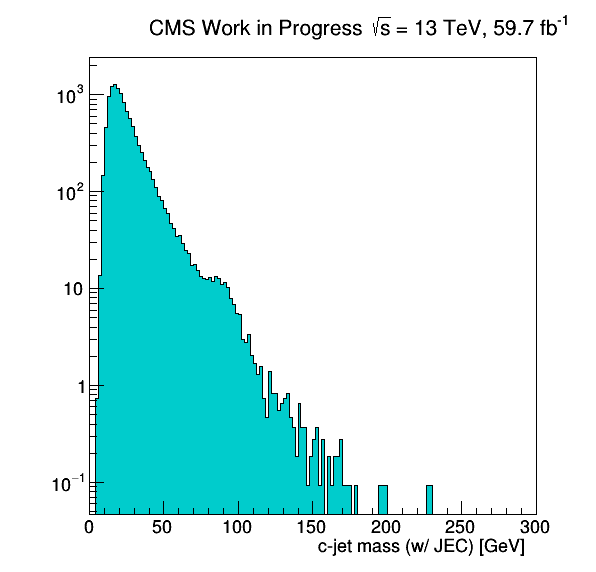 CMS Work in Progress √s = 13 TeV, 59.7 fb⁻¹
10³
10²
10
1
10⁻¹
0 50 100 150 200 250 300
c-jet mass (w/ JEC) [GeV]